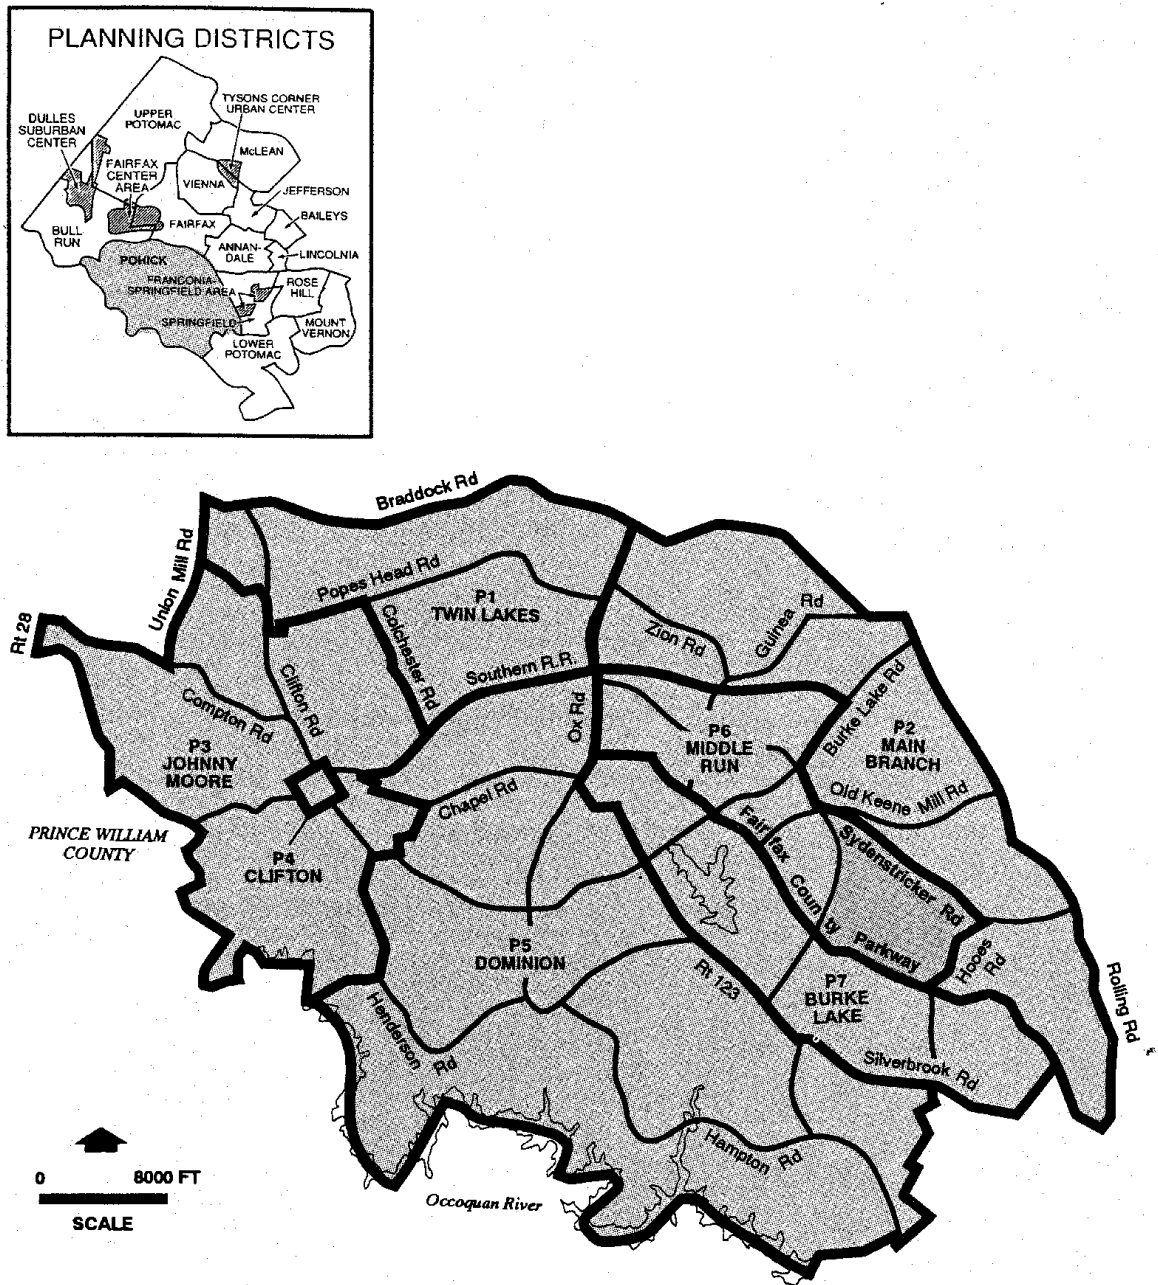 PLANNING DISTRICTS
TYSONS CORNER
URBAN CENTER
UPPER
POTOMAC
DULLES
SUBURBAN
CENTER
McLEAN
FAIRFAX
CENTER
AREA
VIENNA
JEFFERSON
BAILEYS
FAIRFAX
BULL
RUN
ANNAN-
DALE
LINCOLNIA
POHICK
FRANCONIA-
SPRINGFIELD AREA
ROSE
HILL
SPRINGFIELD
MOUNT
VERNON
LOWER
POTOMAC
Braddock Rd
Union Mill Rd
Rt 28
Popes Head Rd
P1
TWIN LAKES
Colchester Rd
Southern R.R.
Zion Rd
Guinea Rd
Clifton Rd
Compton Rd
Ox Rd
Burke Lake Rd
P2
MAIN
BRANCH
P6
MIDDLE
RUN
P3
JOHNNY
MOORE
Old Keene Mill Rd
Chapel Rd
PRINCE WILLIAM
COUNTY
P4
CLIFTON
Fairfax County Parkway
Sydenstricker Rd
P5
DOMINION
Hooes Rd
Rt 123
P7
BURKE
LAKE
Rolling Rd
Henderson Rd
Silverbrook Rd
Hampton Rd
Occoquan River
0 8000 FT
SCALE